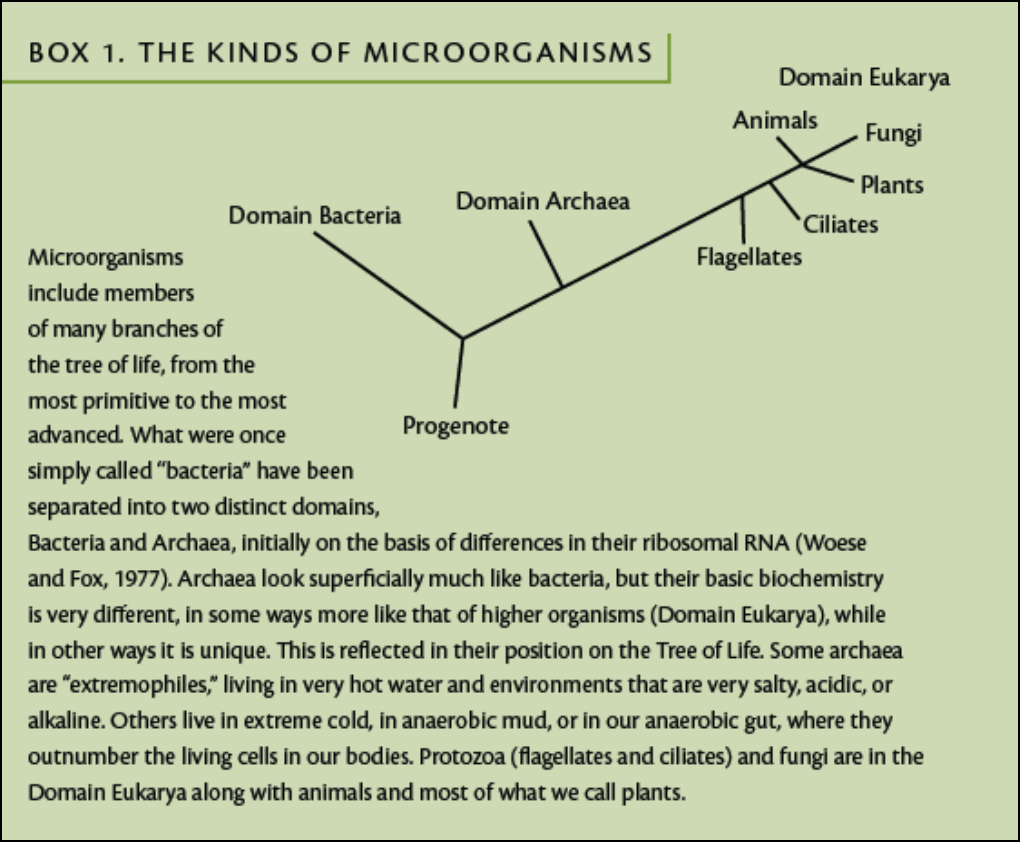 BOX 1. THE KINDS OF MICROORGANISMS
Domain Eukarya
Animals
Fungi
Plants
Ciliates
Flagellates
Domain Archaea
Domain Bacteria
Progenote
Microorganisms
include members
of many branches of
the tree of life, from the
most primitive to the most
advanced. What were once
simply called “bacteria” have been
separated into two distinct domains,
Bacteria and Archaea, initially on the basis of differences in their ribosomal RNA (Woese
and Fox, 1977). Archaea look superficially much like bacteria, but their basic biochemistry
is very different, in some ways more like that of higher organisms (Domain Eukarya), while
in other ways it is unique. This is reflected in their position on the Tree of Life. Some archaea
are “extremophiles,” living in very hot water and environments that are very salty, acidic, or
alkaline. Others live in extreme cold, in anaerobic mud, or in our anaerobic gut, where they
outnumber the living cells in our bodies. Protozoa (flagellates and ciliates) and fungi are in the
Domain Eukarya along with animals and most of what we call plants.